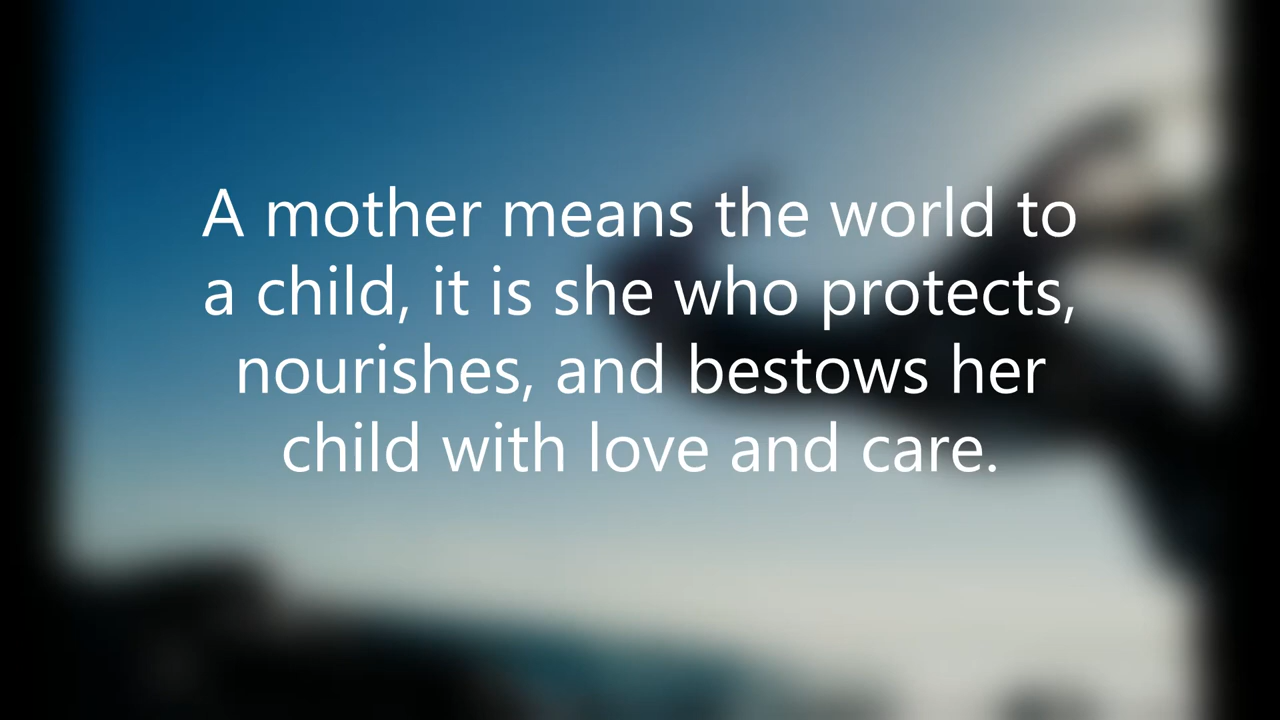 A mother means the world to
a child, it is she who protects,
nourishes, and bestows her
child with love and care.